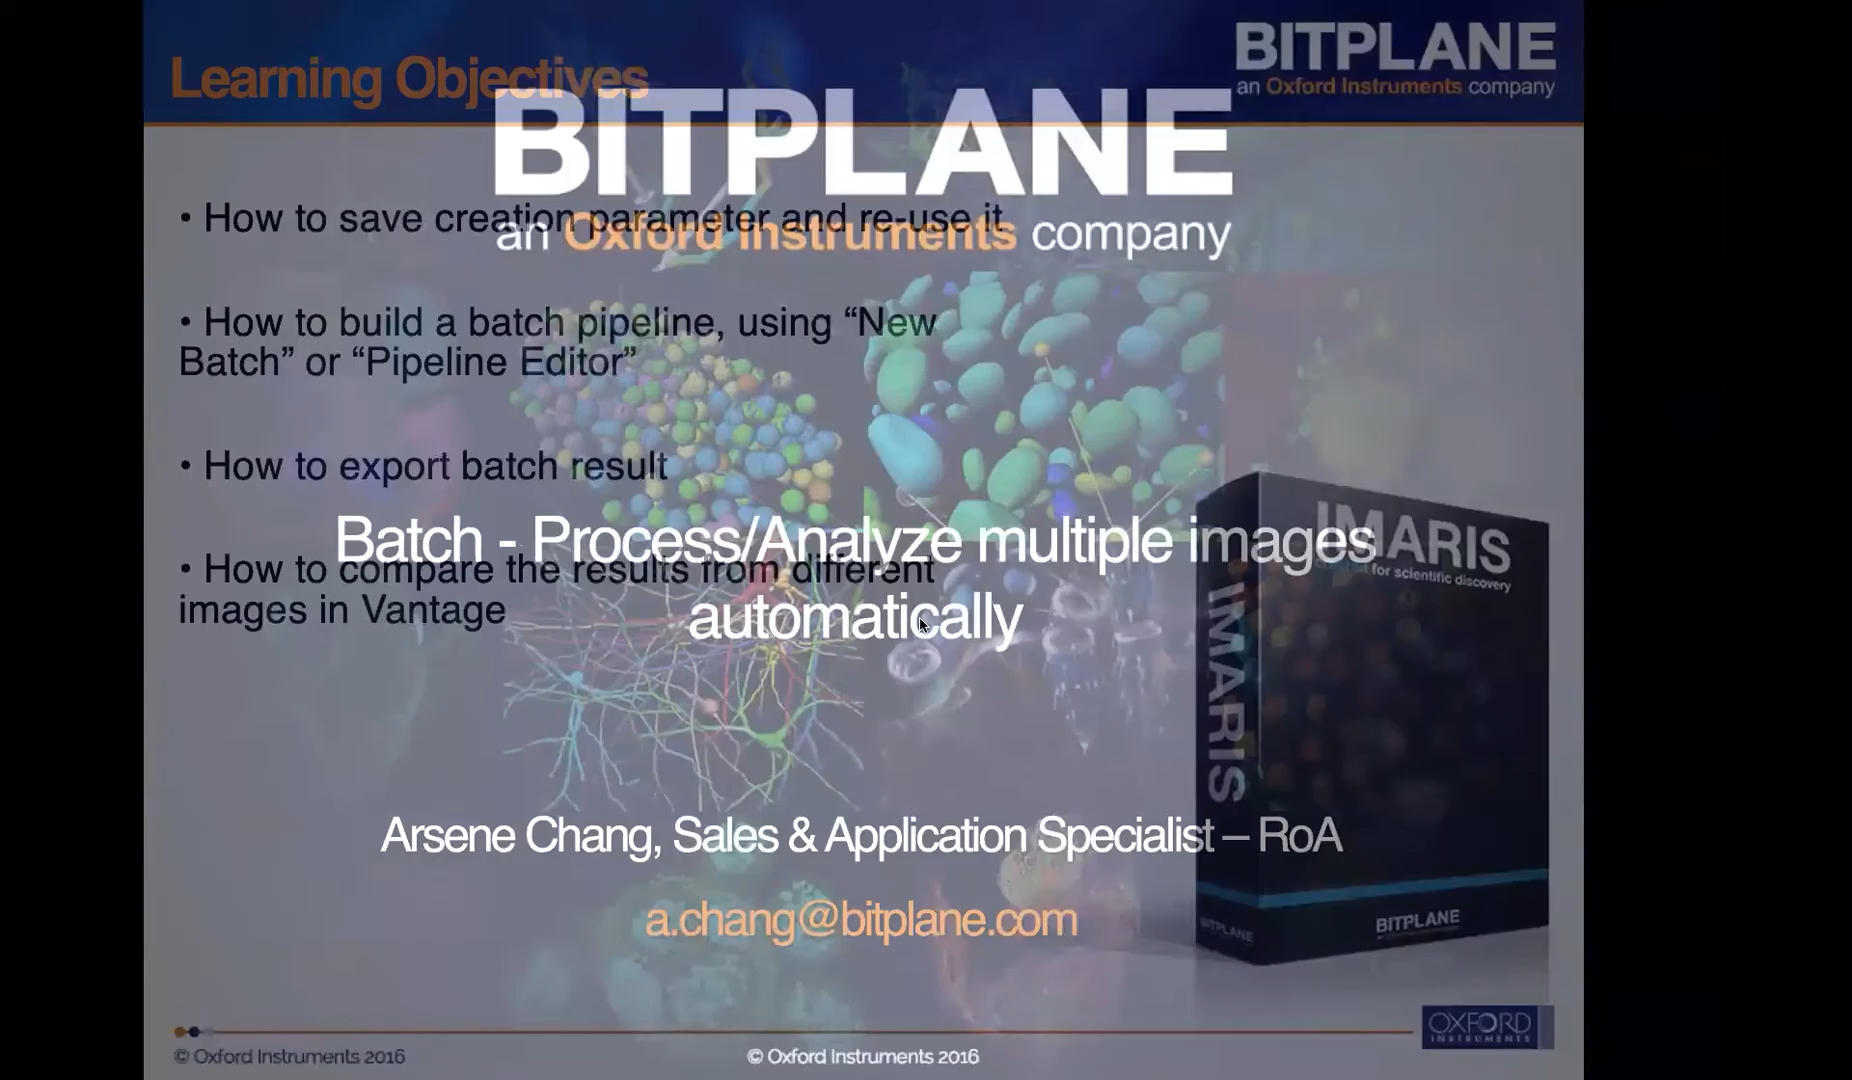 Learning Objectives
BITPLANE
an Oxford Instruments company
BITPLANE
an Oxford Instruments company
• How to save creation parameter and re-use it
• How to build a batch pipeline, using “New
Batch” or “Pipeline Editor”
• How to export batch result
• How to compare the results from different
images in Vantage
Batch - Process/Analyze multiple images
automatically
Arsene Chang, Sales & Application Specialist – RoA
a.chang@bitplane.com
IMARIS
for scientific discovery
IMARIS
BITPLANE
BITPLANE
OXFORD
INSTRUMENTS
© Oxford Instruments 2016
© Oxford Instruments 2016